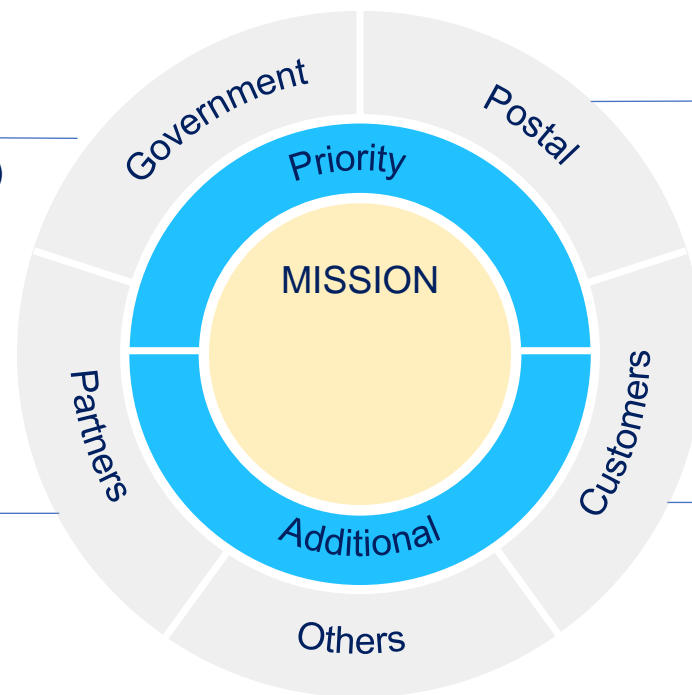 Government
Postal
Priority
MISSION
Partners
Customers
Additional
Others
)